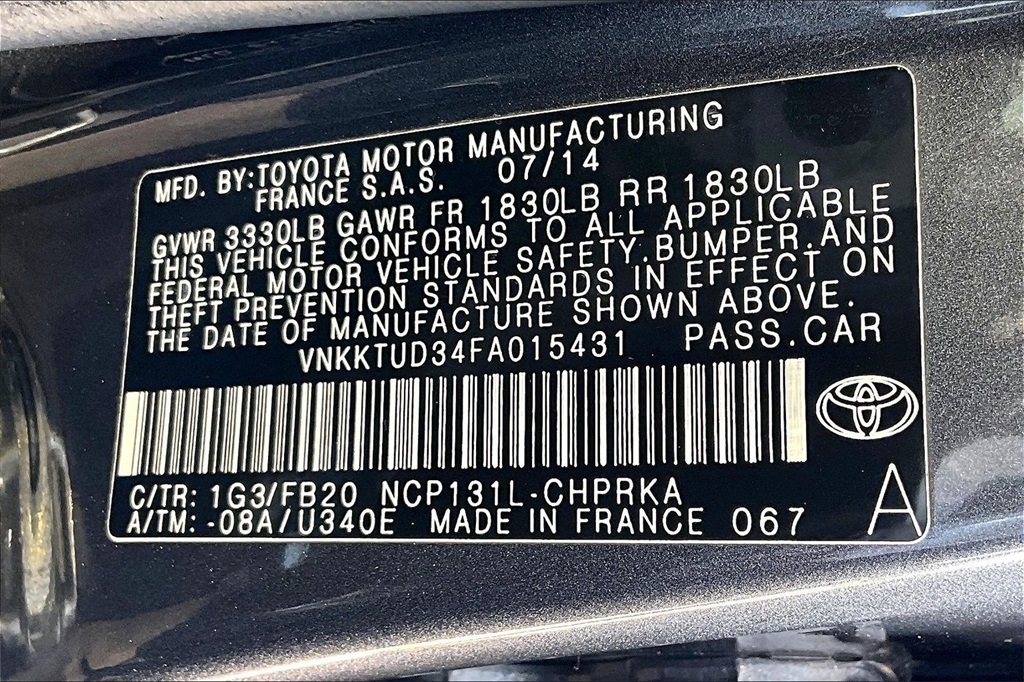 MFD. BY:TOYOTA MOTOR MANUFACTURING
FRANCE S.A.S. 07/14
GVWR 3330LB GAWR FR 1830LB RR 1830LB
THIS VEHICLE CONFORMS TO ALL APPLICABLE
FEDERAL MOTOR VEHICLE SAFETY,BUMPER,AND
THEFT PREVENTION STANDARDS IN EFFECT ON
THE DATE OF MANUFACTURE SHOWN ABOVE.
VNKKTUD34FA015431 PASS.CAR
C/TR: 1G3/FB20 NCP131L-CHPRKA
A/TM: -08A/U340E MADE IN FRANCE 067 A